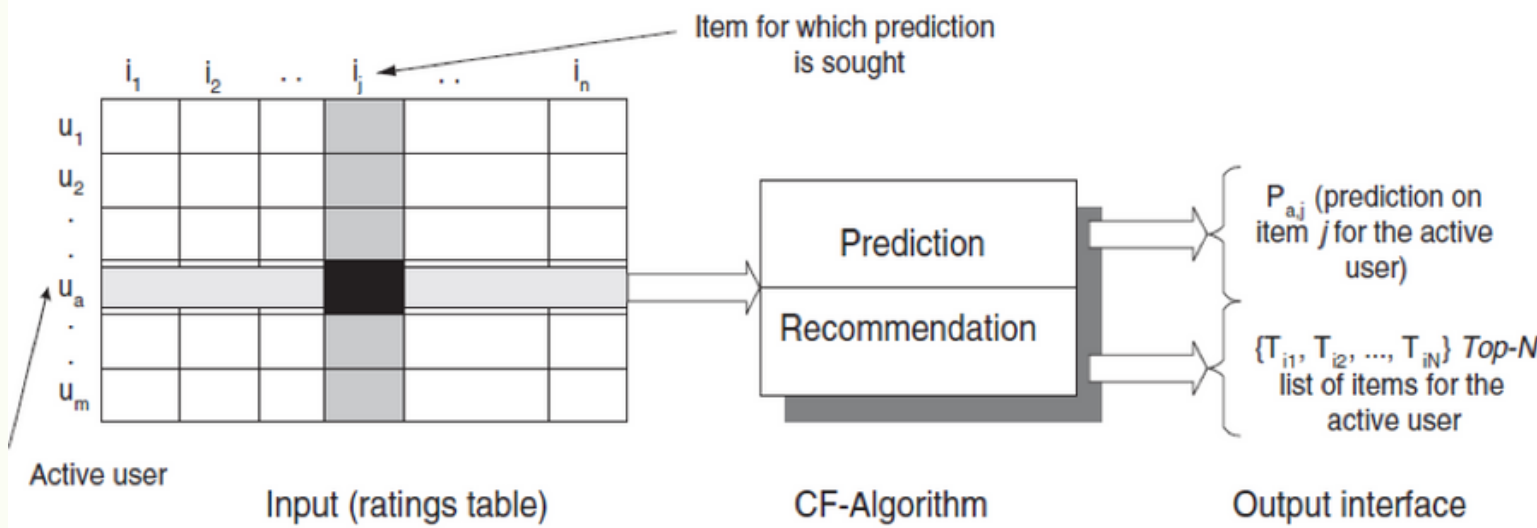 Item for which prediction
is sought
i₁ i₂ . . iⱼ . . iₙ
u₁
u₂
.
.
uₐ
.
.
uₘ
Active user
Input (ratings table)
Prediction
Recommendation
CF-Algorithm
Pₐ,ⱼ (prediction on
item j for the active
user)
{Tᵢ₁, Tᵢ₂, ..., TᵢN} Top-N
list of items for the
active user
Output interface